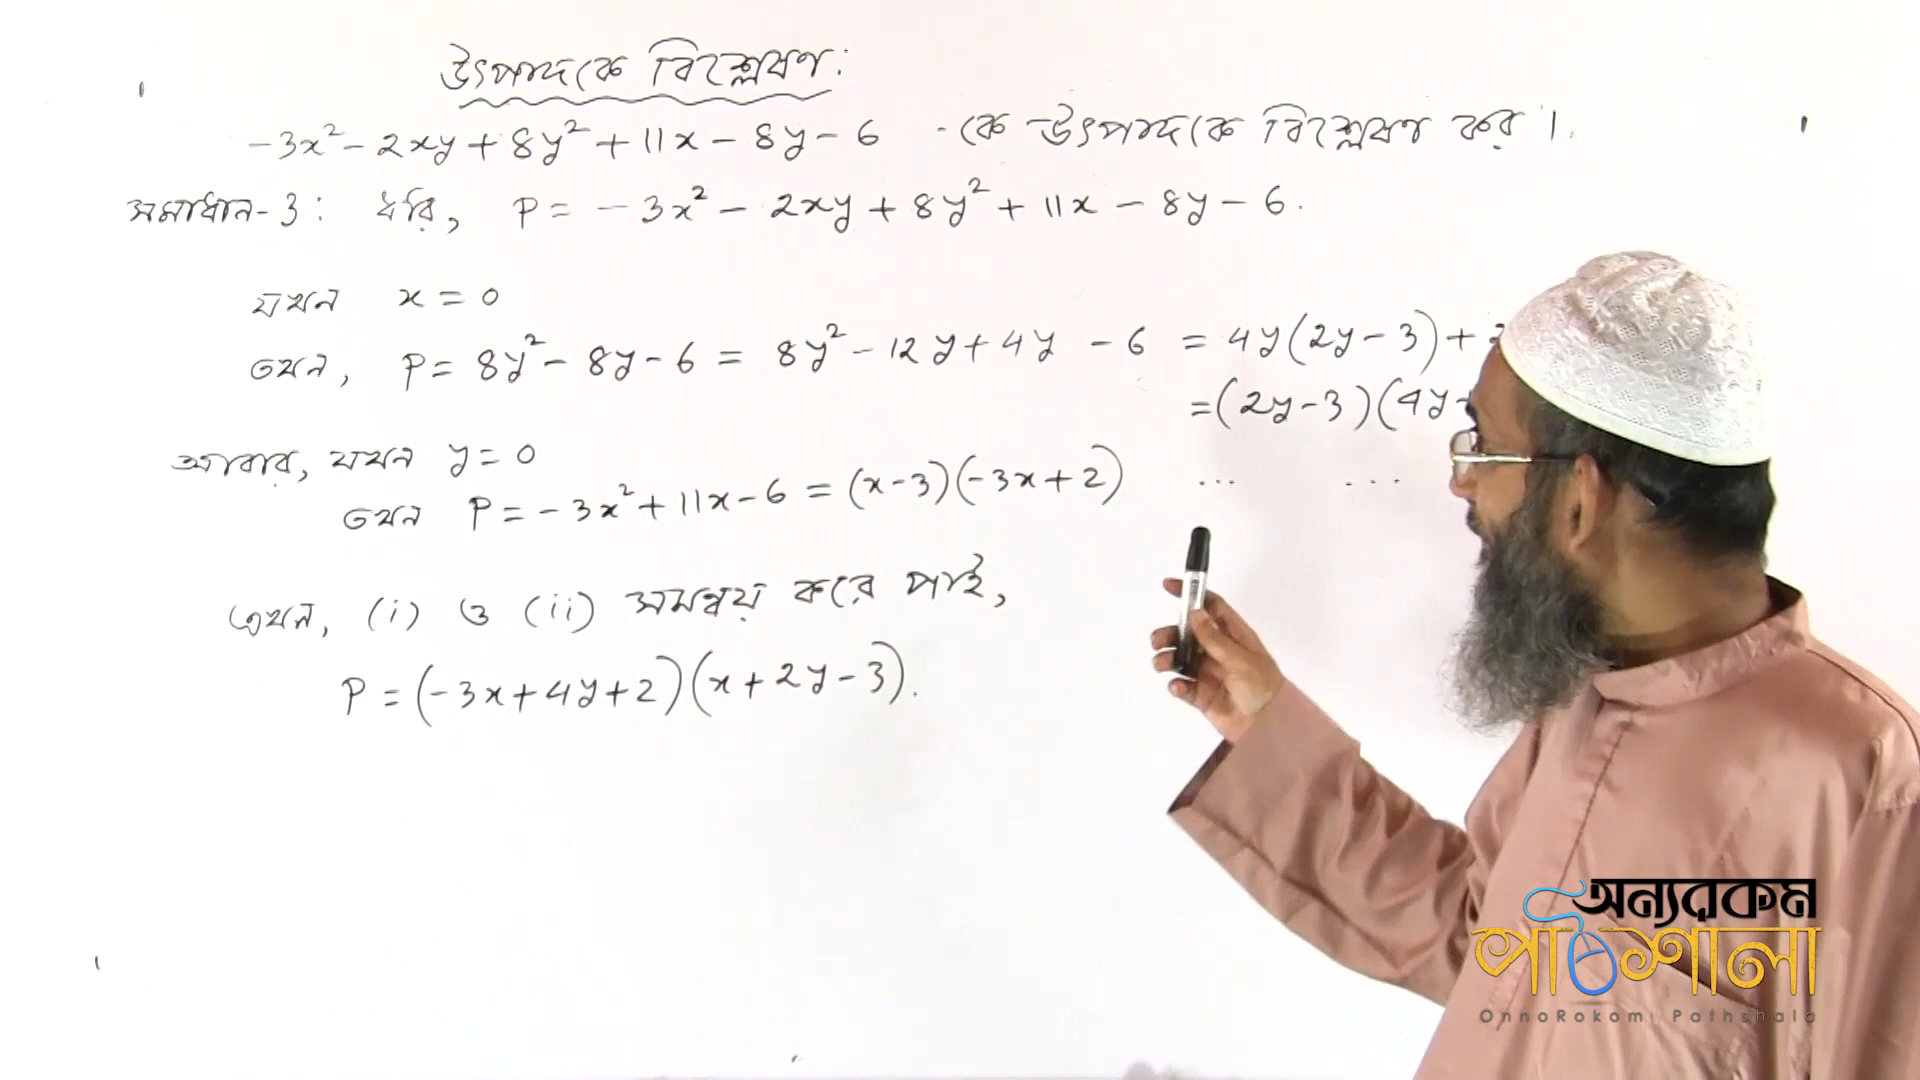 উৎপাদকে বিশ্লেষণ:
-3x² - 2xy + 8y² + 11x - 8y - 6 -কে উৎপাদকে বিশ্লেষণ কর।
সমাধান-3: ধরি, P = -3x² - 2xy + 8y² + 11x - 8y - 6.
যখন x = 0
তখন, P = 8y² - 8y - 6 = 8y² - 12y + 4y - 6 = 4y(2y-3)+2
=(2y-3)(4y+
আবার, যখন y = 0
তখন P = -3x² + 11x - 6 = (x-3)(-3x+2) ... ...
এখন, (i) ও (ii) সমন্বয় করে পাই,
P = (-3x+4y+2)(x+2y-3).
অন্যরকম
পাঠশালা
OnnoRokom Pathshala